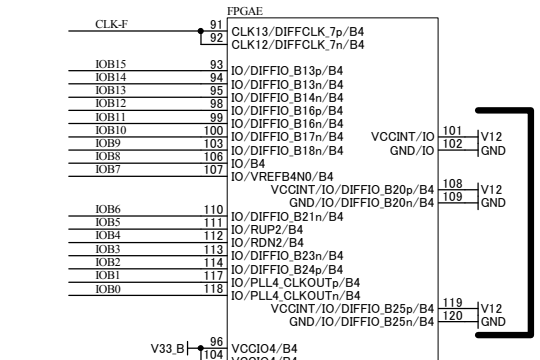 FPGAE
CLK-F 91 CLK13/DIFFCLK_7p/B4
92 CLK12/DIFFCLK_7n/B4
IOB15 93 IO/DIFFIO_B13p/B4
IOB14 94 IO/DIFFIO_B13n/B4
IOB13 95 IO/DIFFIO_B14n/B4
IOB12 98 IO/DIFFIO_B16p/B4
IOB11 99 IO/DIFFIO_B16n/B4
IOB10 100 IO/DIFFIO_B17n/B4 VCCINT/IO 101 V12
IOB9 103 IO/DIFFIO_B18n/B4 GND/IO 102 GND
IOB8 106 IO/B4
IOB7 107 IO/VREFB4N0/B4
VCCINT/IO/DIFFIO_B20p/B4 108 V12
GND/IO/DIFFIO_B20n/B4 109 GND
IOB6 110 IO/DIFFIO_B21n/B4
IOB5 111 IO/RUP2/B4
IOB4 112 IO/RDN2/B4
IOB3 113 IO/DIFFIO_B23n/B4
IOB2 114 IO/DIFFIO_B24p/B4
IOB1 117 IO/PLL4_CLKOUTp/B4
IOB0 118 IO/PLL4_CLKOUTn/B4
VCCINT/IO/DIFFIO_B25p/B4 119 V12
GND/IO/DIFFIO_B25n/B4 120 GND
V33_B 96 VCCIO4/B4
104 VCCIO4/B4